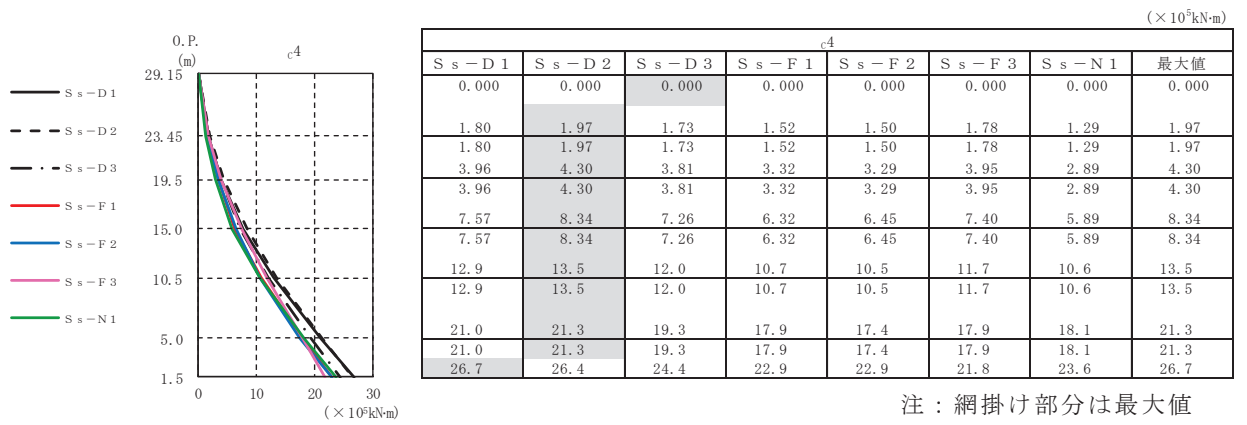 (×10⁵kN·m)
O.P.
(m)
c4
29.15
23.45
19.5
15.0
10.5
5.0
1.5
0 10 20 30
(×10⁵kN·m)
Ss-D1
Ss-D2
Ss-D3
Ss-F1
Ss-F2
Ss-F3
Ss-N1
c4
Ss-D1 Ss-D2 Ss-D3 Ss-F1 Ss-F2 Ss-F3 Ss-N1 最大値
0.000 0.000 0.000 0.000 0.000 0.000 0.000 0.000
1.80 1.97 1.73 1.52 1.50 1.78 1.29 1.97
1.80 1.97 1.73 1.52 1.50 1.78 1.29 1.97
3.96 4.30 3.81 3.32 3.29 3.95 2.89 4.30
3.96 4.30 3.81 3.32 3.29 3.95 2.89 4.30
7.57 8.34 7.26 6.32 6.45 7.40 5.89 8.34
7.57 8.34 7.26 6.32 6.45 7.40 5.89 8.34
12.9 13.5 12.0 10.7 10.5 11.7 10.6 13.5
12.9 13.5 12.0 10.7 10.5 11.7 10.6 13.5
21.0 21.3 19.3 17.9 17.4 17.9 18.1 21.3
21.0 21.3 19.3 17.9 17.4 17.9 18.1 21.3
26.7 26.4 24.4 22.9 22.9 21.8 23.6 26.7
注：網掛け部分は最大値